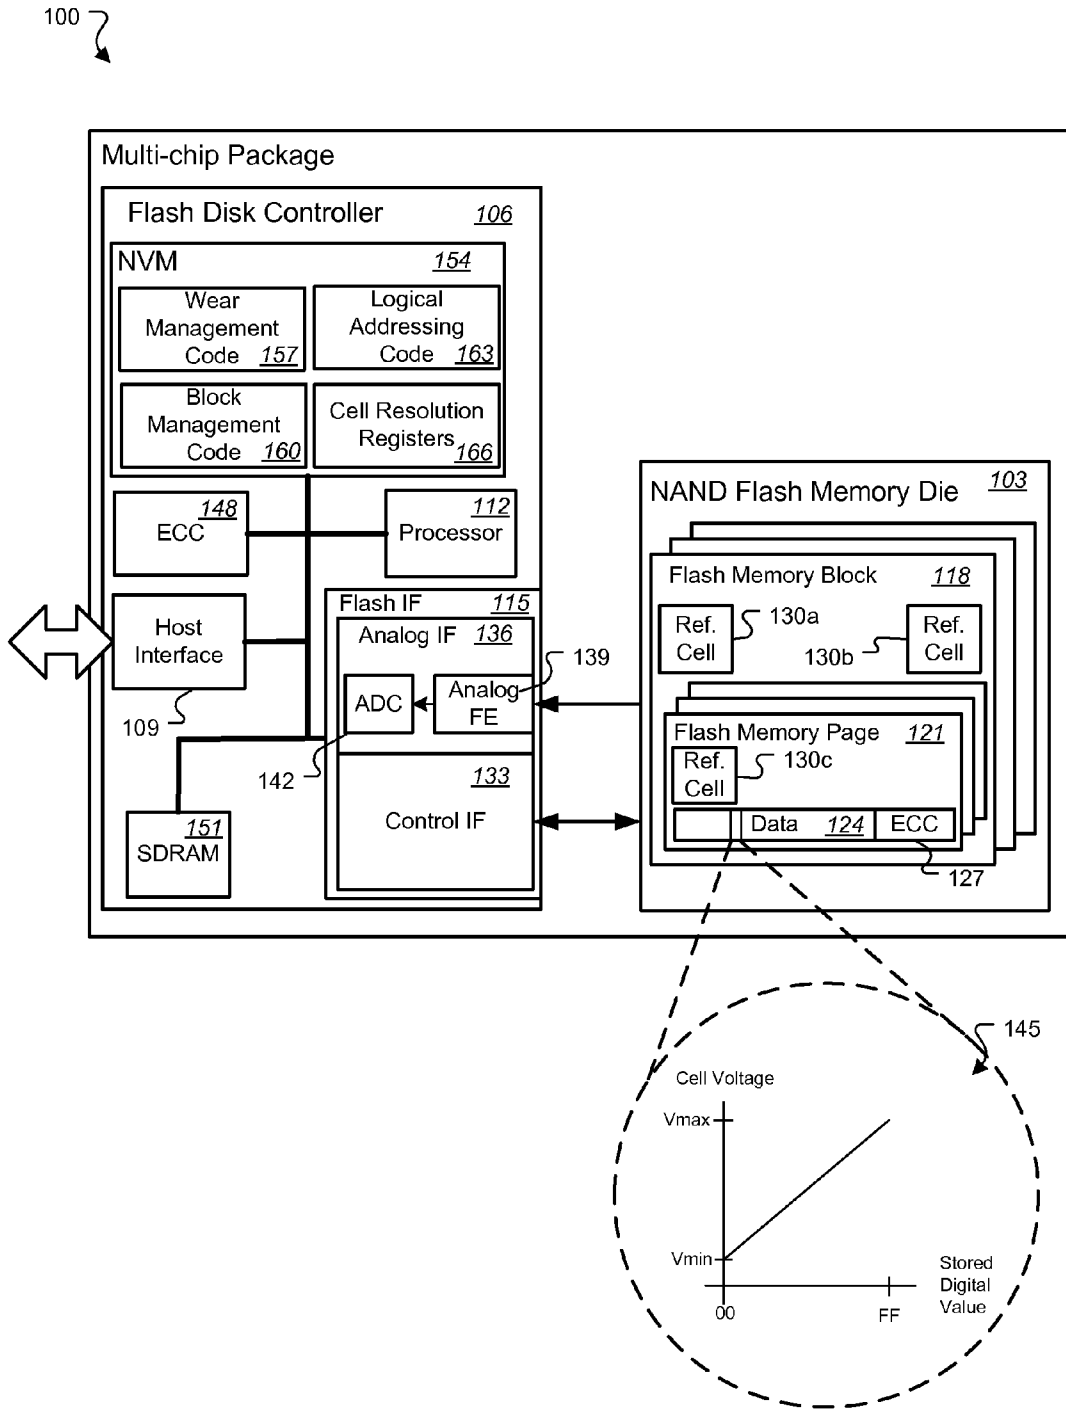 100
Multi-chip Package
Flash Disk Controller 106
NVM 154
Wear
Management
Code 157
Logical
Addressing
Code 163
Block
Management
Code 160
Cell Resolution
Registers 166
148
ECC
112
Processor
Host
Interface
109
Flash IF 115
Analog IF 136
139
ADC
Analog
FE
142
133
Control IF
151
SDRAM
NAND Flash Memory Die 103
Flash Memory Block 118
Ref.
Cell
130a
130b
Ref.
Cell
Flash Memory Page 121
Ref.
Cell
130c
Data 124 ECC
127
145
Cell Voltage
Vmax
Vmin
00
FF
Stored
Digital
Value